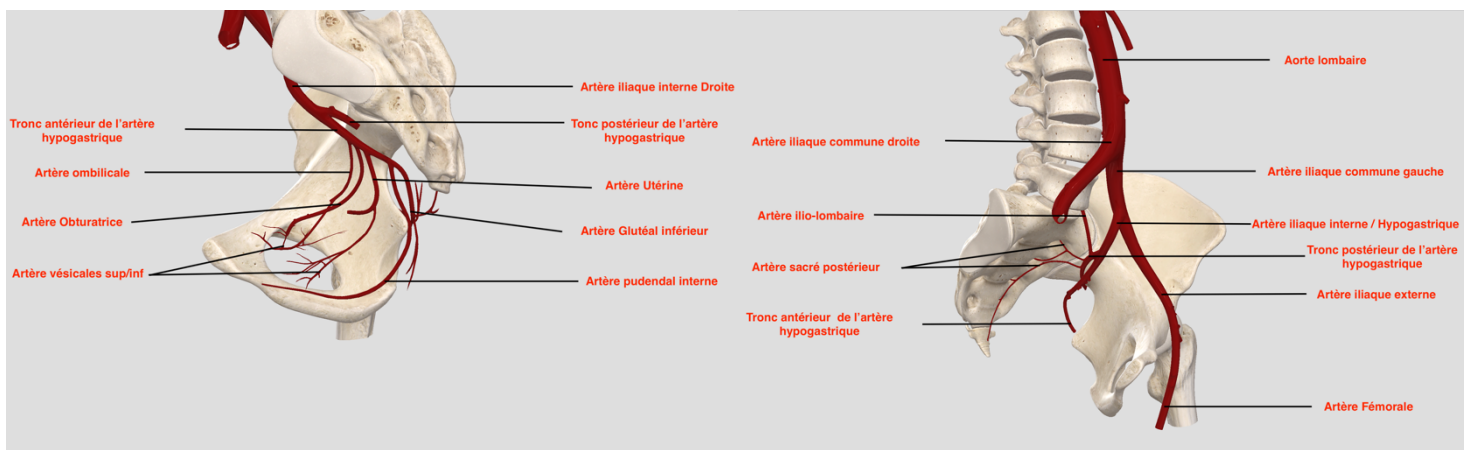 Artère iliaque interne Droite
Tronc antérieur de l'artère
hypogastrique
Tonc postérieur de l'artère
hypogastrique
Artère ombilicale
Artère Utérine
Artère Obturatrice
Artère Glutéal inférieur
Artère vésicales sup/inf
Artère pudendal interne
Aorte lombaire
Artère iliaque commune droite
Artère iliaque commune gauche
Artère ilio-lombaire
Artère iliaque interne / Hypogastrique
Tronc postérieur de l'artère
hypogastrique
Artère sacré postérieur
Artère iliaque externe
Tronc antérieur  de l'artère
hypogastrique
Artère Fémorale